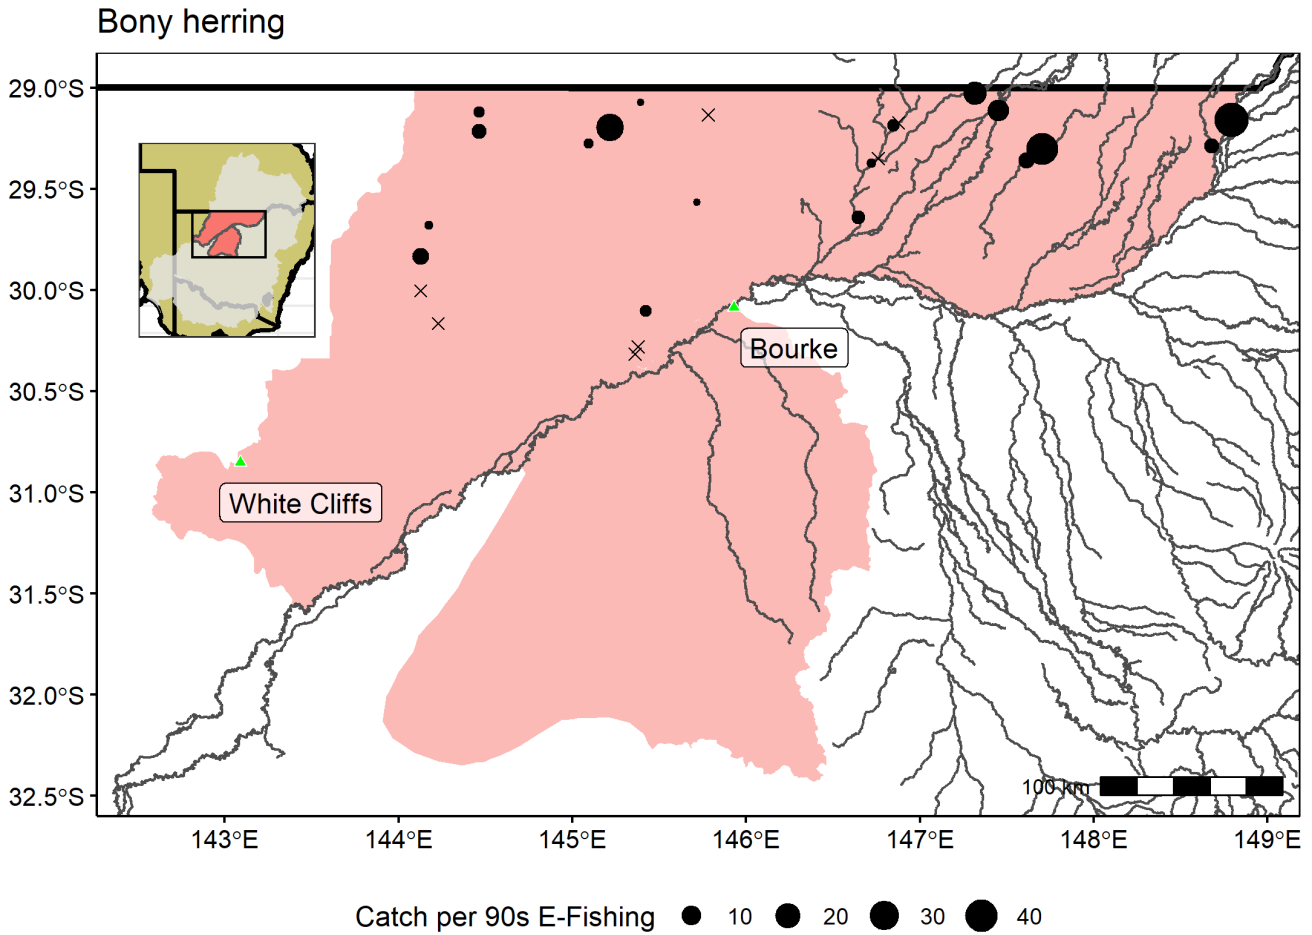 Bony herring
29.0°S
29.5°S
30.0°S
30.5°S
31.0°S
31.5°S
32.0°S
32.5°S
Bourke
White Cliffs
100 km
143°E 144°E 145°E 146°E 147°E 148°E 149°E
Catch per 90s E-Fishing 10 20 30 40